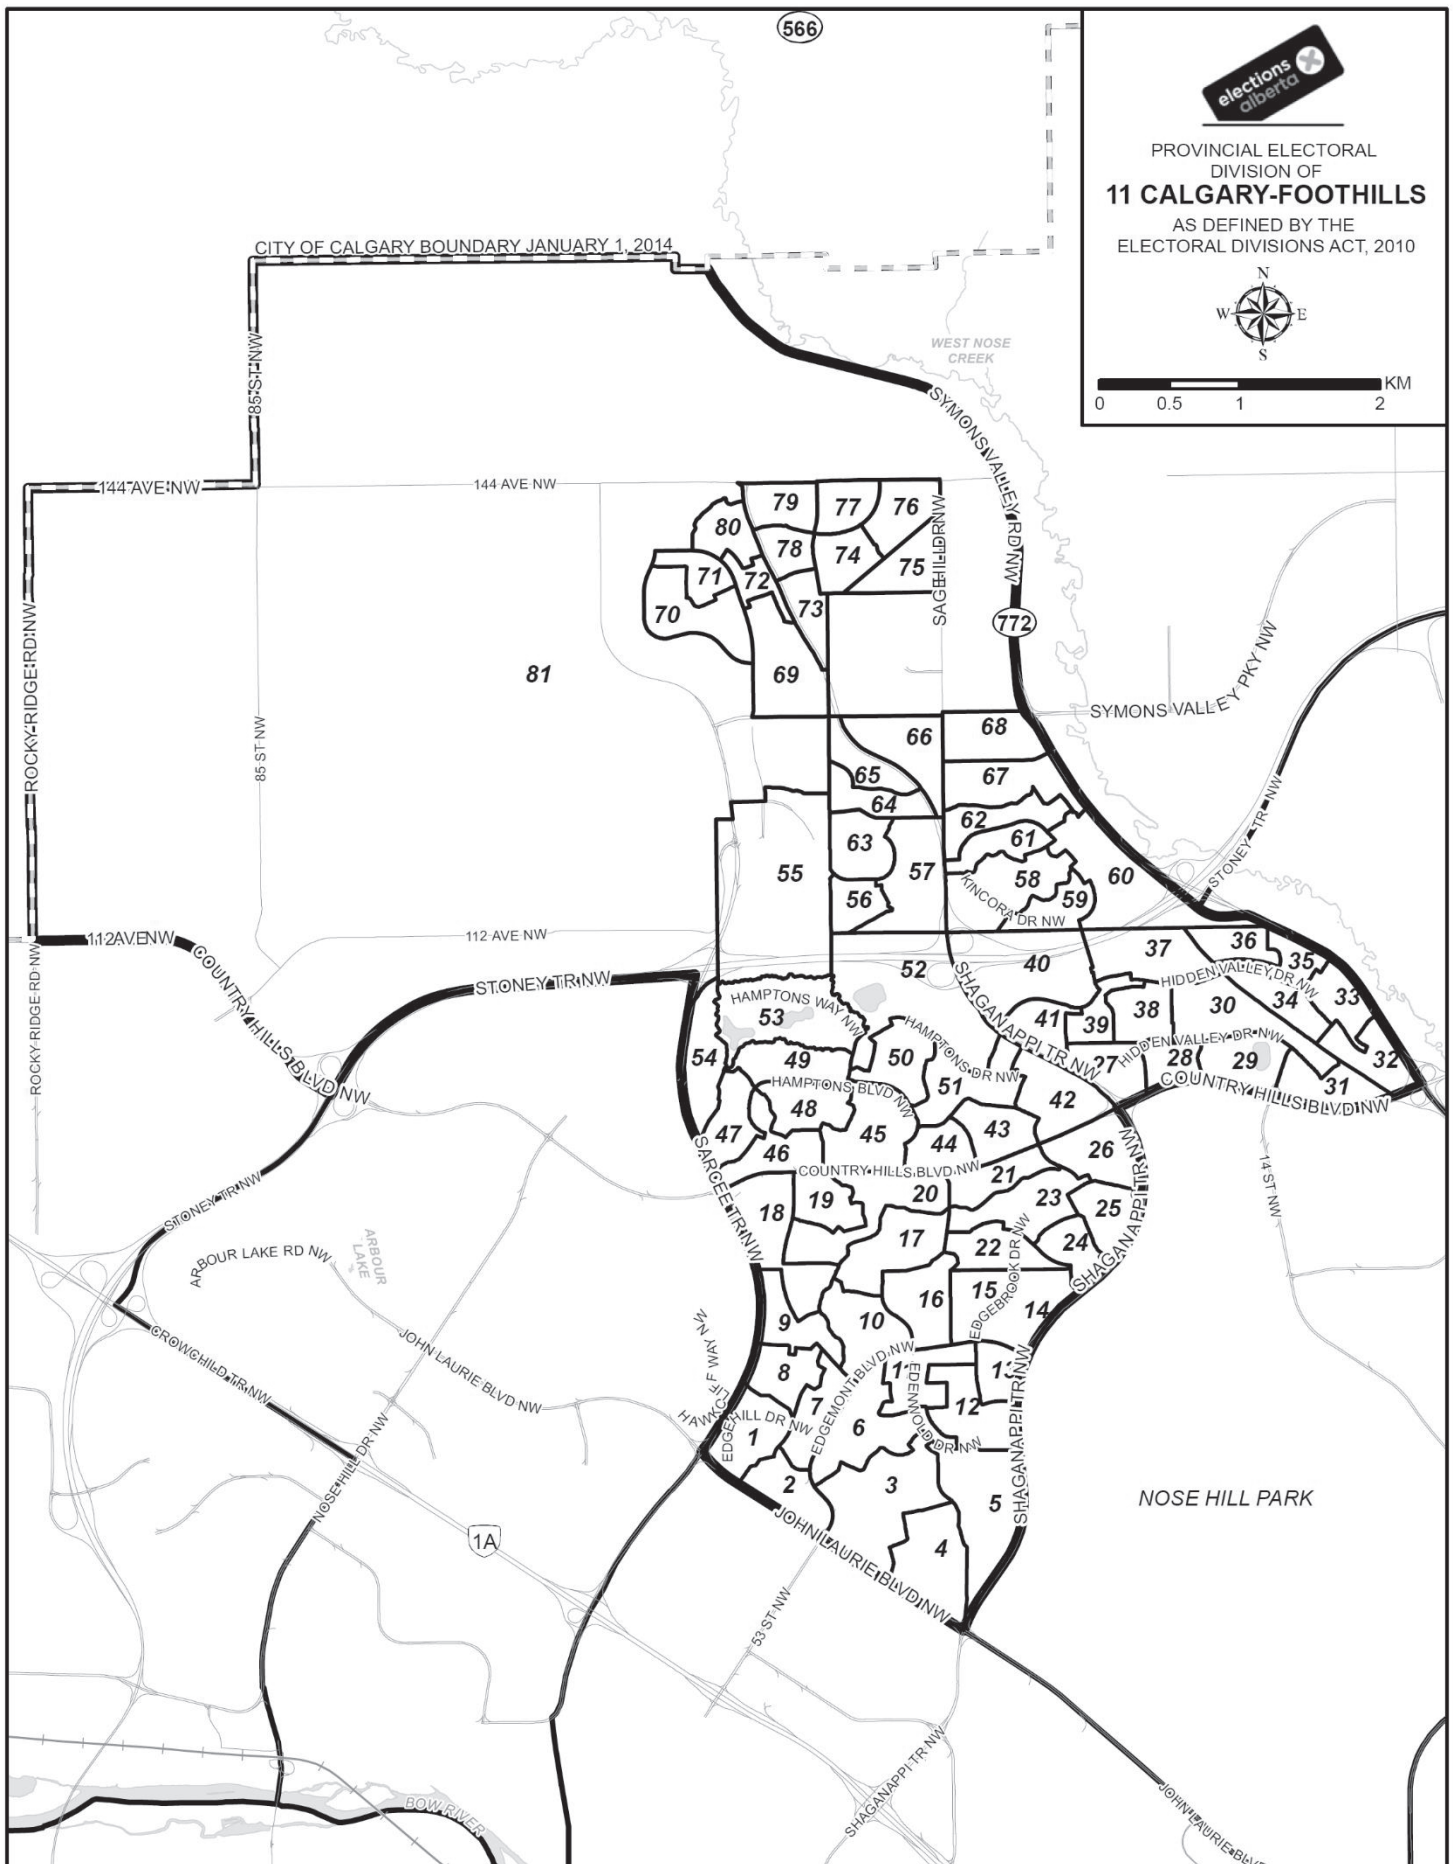 566
elections
alberta
PROVINCIAL ELECTORAL
DIVISION OF
11 CALGARY-FOOTHILLS
AS DEFINED BY THE
ELECTORAL DIVISIONS ACT, 2010
N
W E
S
KM
0 0.5 1 2
CITY OF CALGARY BOUNDARY JANUARY 1, 2014
85 ST NW
WEST NOSE
CREEK
SYMONS VALLEY RD NW
144 AVE NW
144 AVE NW
79
77
76
80
78
74
75
71
72
73
70
SAGE HILL DR NW
772
ROCKY RIDGE RD NW
81
69
85 ST NW
SYMONS VALLEY PKY NW
68
66
67
65
64
62
61
63
57
58
59
60
55
56
KINCORA DR NW
STONEY TR NW
112 AVE NW
112 AVE NW
COUNTRY HILLS BLVD NW
ROCKY RIDGE RD NW
STONEY TR NW
52
40
37
36
35
33
34
30
HIDDEN VALLEY DR NW
SHAGANAPPI TR NW
HAMPTONS WAY NW
53
41
39
38
HIDDEN VALLEY DR NW
27
28
29
31
32
COUNTRY HILLS BLVD NW
54
49
50
HAMPTONS DR NW
51
HAMPTONS BLVD NW
48
42
47
46
45
44
43
26
COUNTRY HILLS BLVD NW
SARCEE TR NW
21
20
19
18
23
25
24
22
17
SHAGANAPPI TR NW
14 ST NW
STONEY TR NW
ARBOUR LAKE RD NW
ARBOUR
LAKE
EDGEBROOK DR NW
15
14
16
10
9
8
7
6
13
12
EDGEMONT BLVD NW
EDENWOLD DR NW
HAWKCLIFF WAY NW
EDGEHILL DR NW
JOHN LAURIE BLVD NW
CROWCHILD TR NW
NOSE HILL DR NW
1
2
3
4
5
SHAGANAPPI TR NW
NOSE HILL PARK
JOHN LAURIE BLVD NW
1A
53 ST NW
SHAGANAPPI TR NW
BOW RIVER